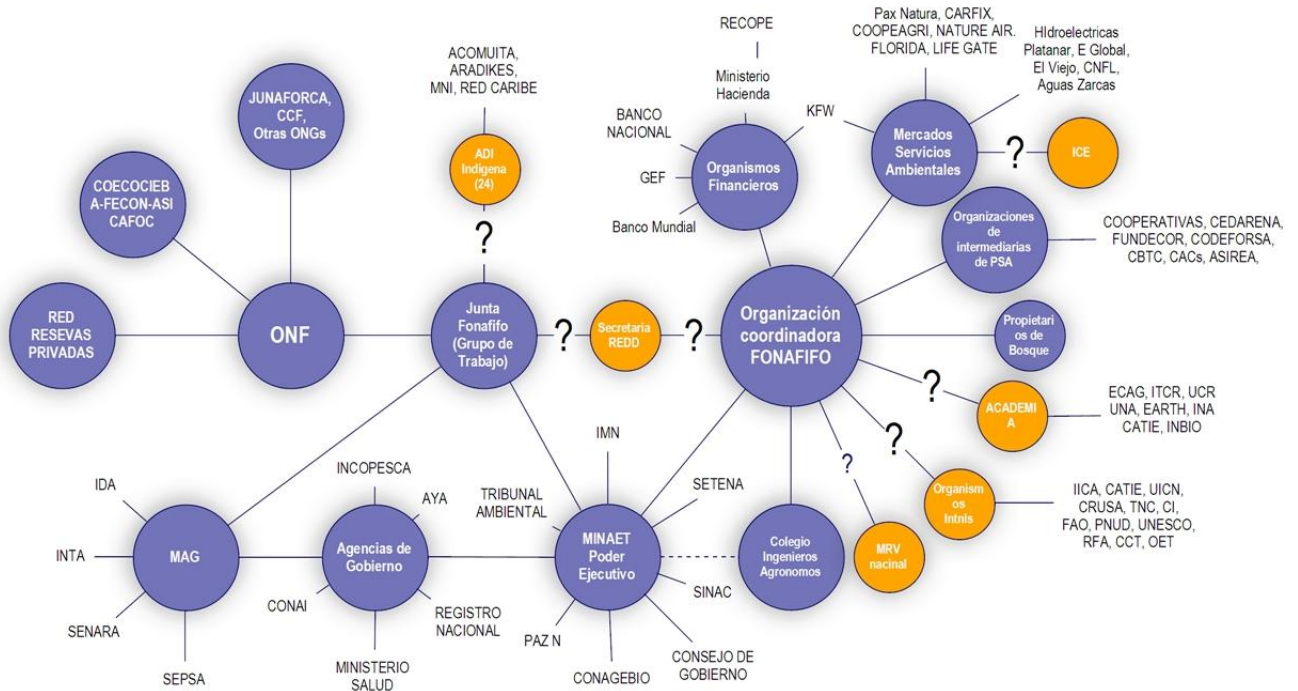 RECOPE
Pax Natura, CARFIX,
COOPEAGRI, NATURE AIR.
FLORIDA, LIFE GATE
HIdroelectricas
Platanar, E Global,
El Viejo, CNFL,
Aguas Zarcas
ACOMUITA,
ARADIKES,
MNI, RED CARIBE
Ministerio
Hacienda
JUNAFORCA,
CCF,
Otras ONGs
BANCO
NACIONAL
KFW
Mercados
Servicios
Ambientales
?
ICE
ADI
Indigena
(24)
Organismos
Financieros
GEF
Banco Mundial
COECOCIEB
A-FECON-ASI
CAFOC
Organizaciones
de
intermediarias
de PSA
COOPERATIVAS, CEDARENA,
FUNDECOR, CODEFORSA,
CBTC, CACs, ASIREA,
?
RED
RESEVAS
PRIVADAS
ONF
Junta
Fonafifo
(Grupo de
Trabajo)
?
Secretaria
REDD
?
Organización
coordinadora
FONAFIFO
Propietari
os de
Bosque
?
ACADEMI
A
ECAG, ITCR, UCR
UNA, EARTH, INA
CATIE, INBIO
?
?
Organism
os Intnls
IICA, CATIE, UICN,
CRUSA, TNC, CI,
FAO, PNUD, UNESCO,
RFA, CCT, OET
IMN
INCOPESCA
IDA
AYA
TRIBUNAL
AMBIENTAL
SETENA
INTA
MAG
Agencias de
Gobierno
MINAET
Poder
Ejecutivo
Colegio
Ingenieros
Agronomos
MRV
nacinal
SINAC
CONAI
REGISTRO
NACIONAL
SENARA
PAZ N
SEPSA
MINISTERIO
SALUD
CONAGEBIO
CONSEJO DE
GOBIERNO